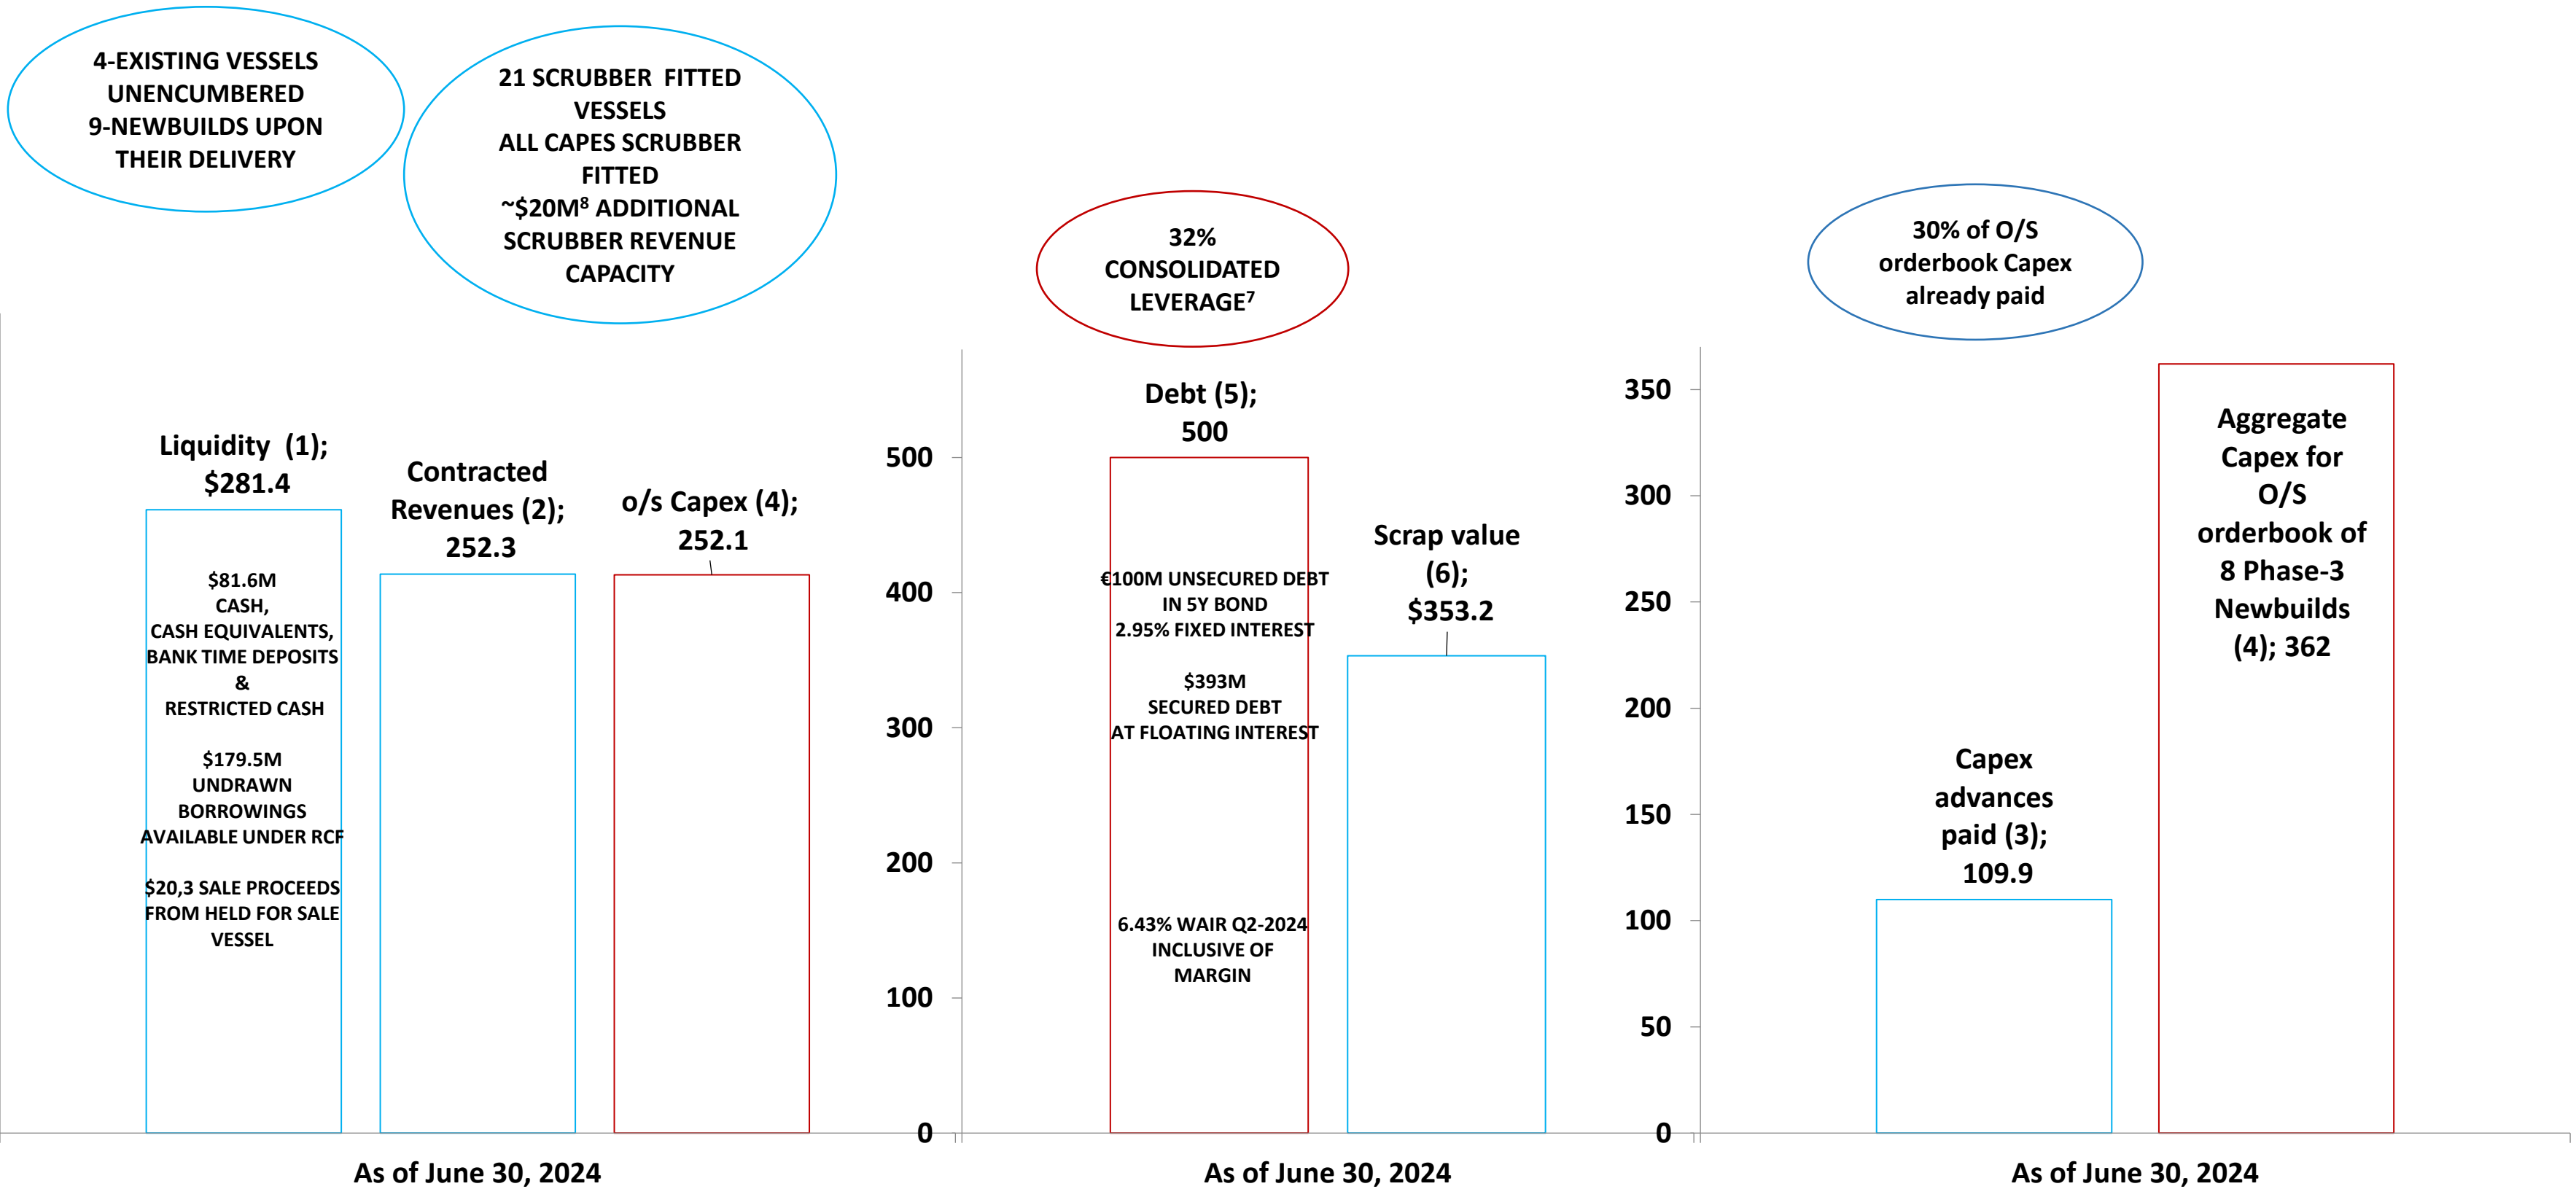 4-EXISTING VESSELS
UNENCUMBERED
9-NEWBUILDS UPON
THEIR DELIVERY
21 SCRUBBER FITTED
VESSELS
ALL CAPES SCRUBBER
FITTED
~$20M⁸ ADDITIONAL
SCRUBBER REVENUE
CAPACITY
32%
CONSOLIDATED
LEVERAGE⁷
30% of O/S
orderbook Capex
already paid
Liquidity (1);
$281.4
$81.6M
CASH,
CASH EQUIVALENTS,
BANK TIME DEPOSITS
&
RESTRICTED CASH
$179.5M
UNDRAWN
BORROWINGS
AVAILABLE UNDER RCF
$20,3 SALE PROCEEDS
FROM HELD FOR SALE
VESSEL
Contracted
Revenues (2);
252.3
o/s Capex (4);
252.1
As of June 30, 2024
500
400
300
200
100
0
Debt (5);
500
€100M UNSECURED DEBT
IN 5Y BOND
2.95% FIXED INTEREST
$393M
SECURED DEBT
AT FLOATING INTEREST
6.43% WAIR Q2-2024
INCLUSIVE OF
MARGIN
Scrap value
(6);
$353.2
As of June 30, 2024
350
300
250
200
150
100
50
0
Capex
advances
paid (3);
109.9
Aggregate
Capex for
O/S
orderbook of
8 Phase-3
Newbuilds
(4); 362
As of June 30, 2024